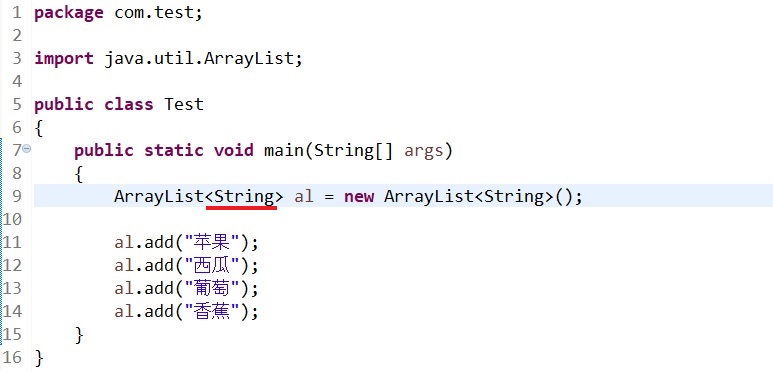 1 package com.test;
2
3 import java.util.ArrayList;
4
5 public class Test
6 {
7 public static void main(String[] args)
8 {
9 ArrayList<String> al = new ArrayList<String>();
10
11 al.add("苹果");
12 al.add("西瓜");
13 al.add("葡萄");
14 al.add("香蕉");
15 }
16 }